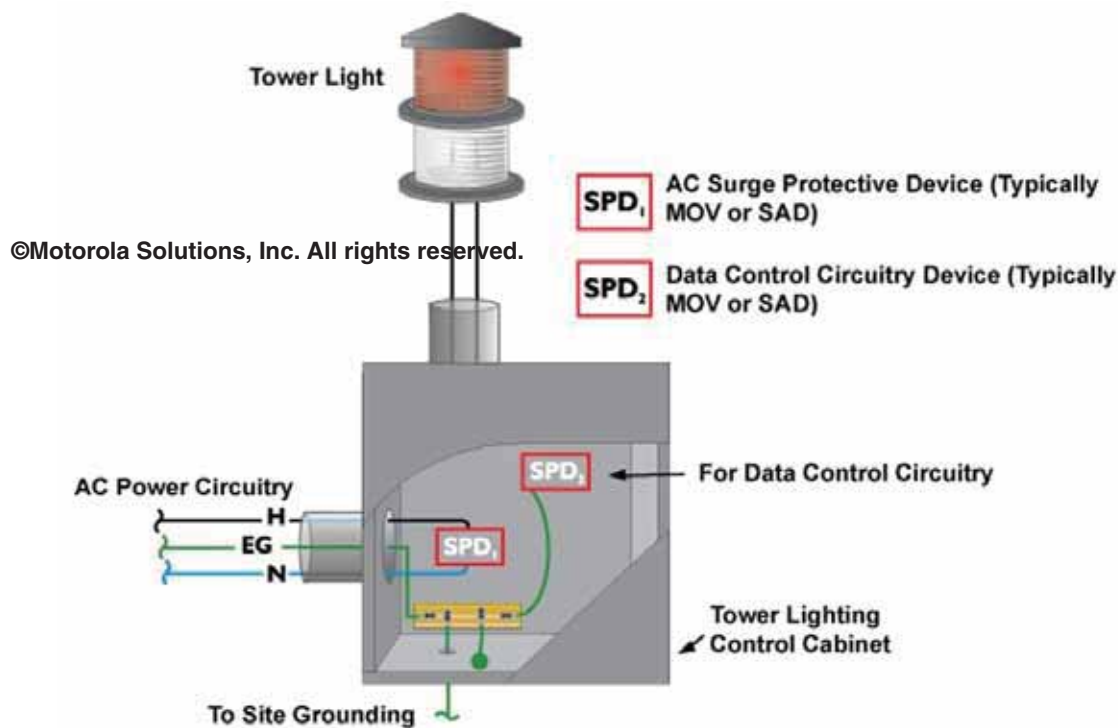 Tower Light
SPD₁
AC Surge Protective Device (Typically
MOV or SAD)
©Motorola Solutions, Inc. All rights reserved.
SPD₂
Data Control Circuitry Device (Typically
MOV or SAD)
SPD₂
For Data Control Circuitry
AC Power Circuitry
H
EG
N
SPD₁
Tower Lighting
Control Cabinet
To Site Grounding